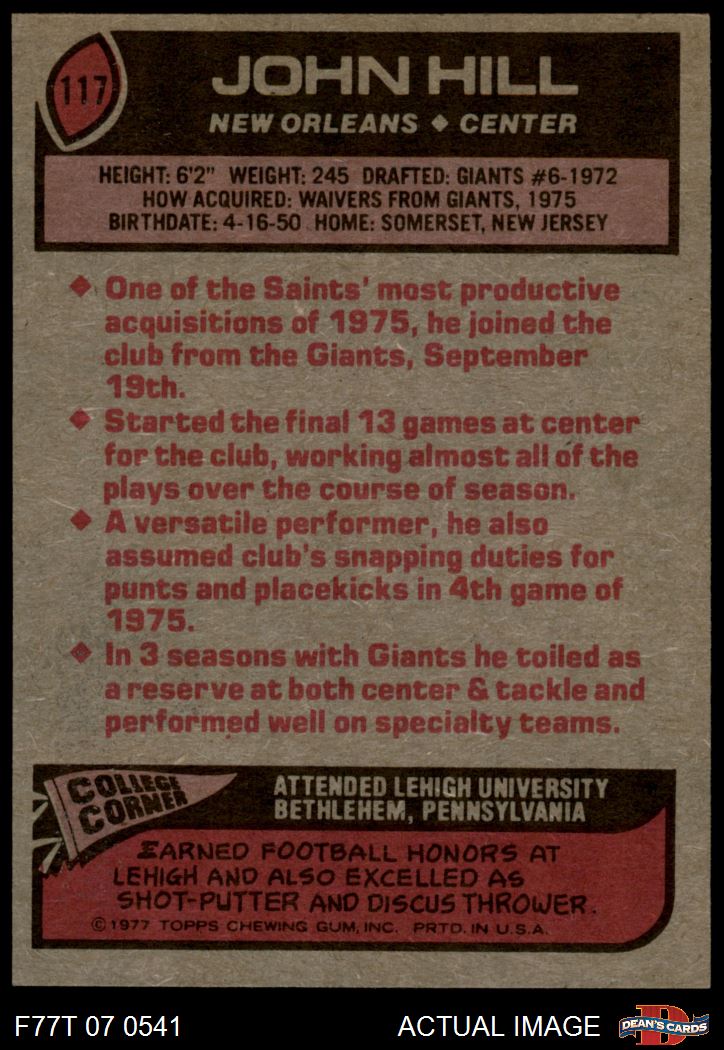 117
JOHN HILL
NEW ORLEANS ◆ CENTER
HEIGHT: 6'2" WEIGHT: 245 DRAFTED: GIANTS #6-1972
HOW ACQUIRED: WAIVERS FROM GIANTS, 1975
BIRTHDATE: 4-16-50 HOME: SOMERSET, NEW JERSEY
◆ One of the Saints' most productive
acquisitions of 1975, he joined the
club from the Giants, September
19th.
◆ Started the final 13 games at center
for the club, working almost all of the
plays over the course of season.
◆ A versatile performer, he also
assumed club's snapping duties for
punts and placekicks in 4th game of
1975.
◆ In 3 seasons with Giants he toiled as
a reserve at both center & tackle and
performed well on specialty teams.
COLLEGE
CORNER
ATTENDED LEHIGH UNIVERSITY
BETHLEHEM, PENNSYLVANIA
EARNED FOOTBALL HONORS AT
LEHIGH AND ALSO EXCELLED AS
SHOT-PUTTER AND DISCUS THROWER.
© 1977 TOPPS CHEWING GUM, INC. PRTD. IN U.S.A.
F77T 07 0541
ACTUAL IMAGE
D
DEAN'S CARDS